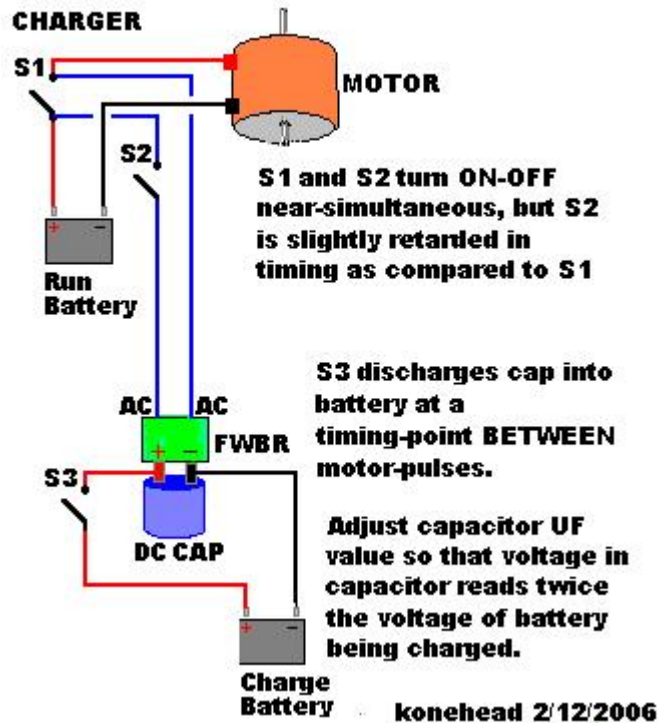 CHARGER
S1
MOTOR
S2
S1 and S2 turn ON-OFF
near-simultaneous, but S2
is slightly retarded in
timing as compared to S1
+ −
Run
Battery
S3 discharges cap into
battery at a
timing-point BETWEEN
motor-pulses.
AC AC
+ −
FWBR
S3
DC CAP
Adjust capacitor UF
value so that voltage in
capacitor reads twice
the voltage of battery
being charged.
+ −
Charge
Battery
konehead 2/12/2006